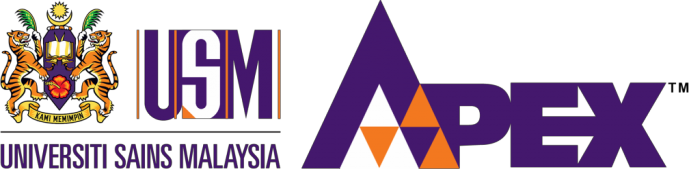 KAMI MEMIMPIN
USM
UNIVERSITI SAINS MALAYSIA
APEX™